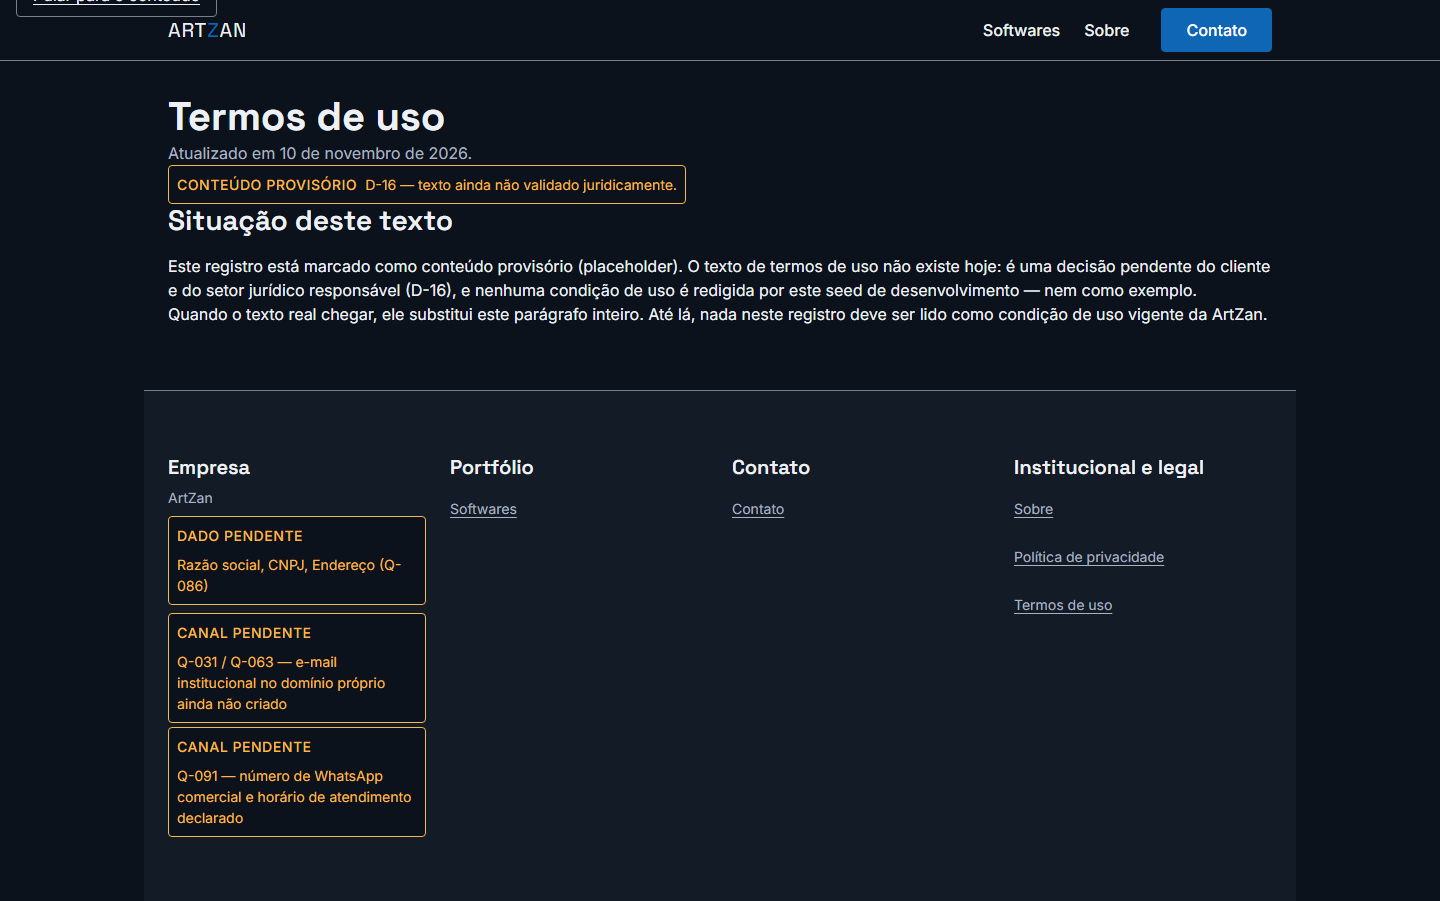 ARTZAN
Softwares
Sobre
Contato
Termos de uso
Atualizado em 10 de novembro de 2026.
CONTEÚDO PROVISÓRIO D-16 — texto ainda não validado juridicamente.
Situação deste texto
Este registro está marcado como conteúdo provisório (placeholder). O texto de termos de uso não existe hoje: é uma decisão pendente do cliente
e do setor jurídico responsável (D-16), e nenhuma condição de uso é redigida por este seed de desenvolvimento — nem como exemplo.
Quando o texto real chegar, ele substitui este parágrafo inteiro. Até lá, nada neste registro deve ser lido como condição de uso vigente da ArtZan.
Empresa
ArtZan
DADO PENDENTE
Razão social, CNPJ, Endereço (Q-
086)
CANAL PENDENTE
Q-031 / Q-063 — e-mail
institucional no domínio próprio
ainda não criado
CANAL PENDENTE
Q-091 — número de WhatsApp
comercial e horário de atendimento
declarado
Portfólio
Softwares
Contato
Contato
Institucional e legal
Sobre
Política de privacidade
Termos de uso